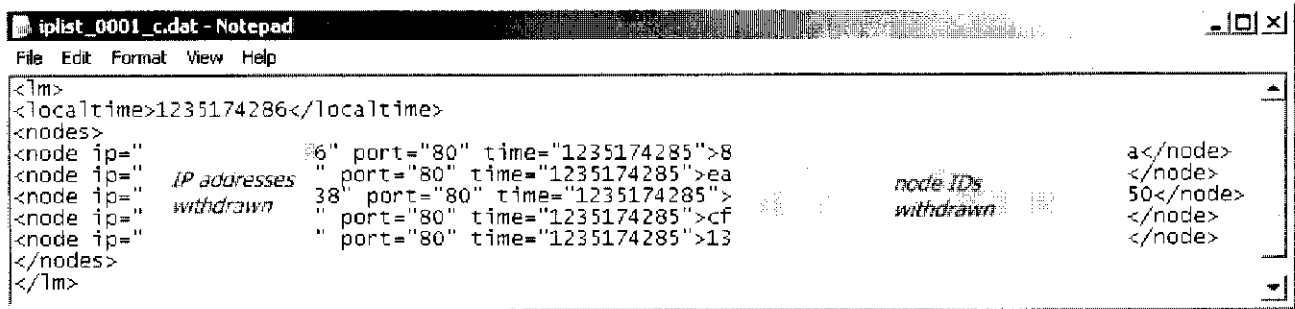 iplist_0001_c.dat - Notepad
File Edit Format View Help
<lm>
<localtime>1235174286</localtime>
<nodes>
<node ip=" 6" port="80" time="1235174285">8 a</node>
<node ip=" " port="80" time="1235174285">ea </node>
<node ip=" 38" port="80" time="1235174285"> 50</node>
<node ip=" " port="80" time="1235174285">cf </node>
<node ip=" " port="80" time="1235174285">13 </node>
IP addresses
withdrawn
node IDs
withdrawn
</nodes>
</lm>